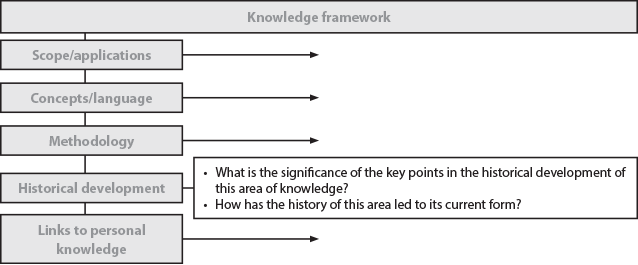 Knowledge framework
Scope/applications
Concepts/language
Methodology
Historical development
• What is the significance of the key points in the historical development of
this area of knowledge?
• How has the history of this area led to its current form?
Links to personal
knowledge